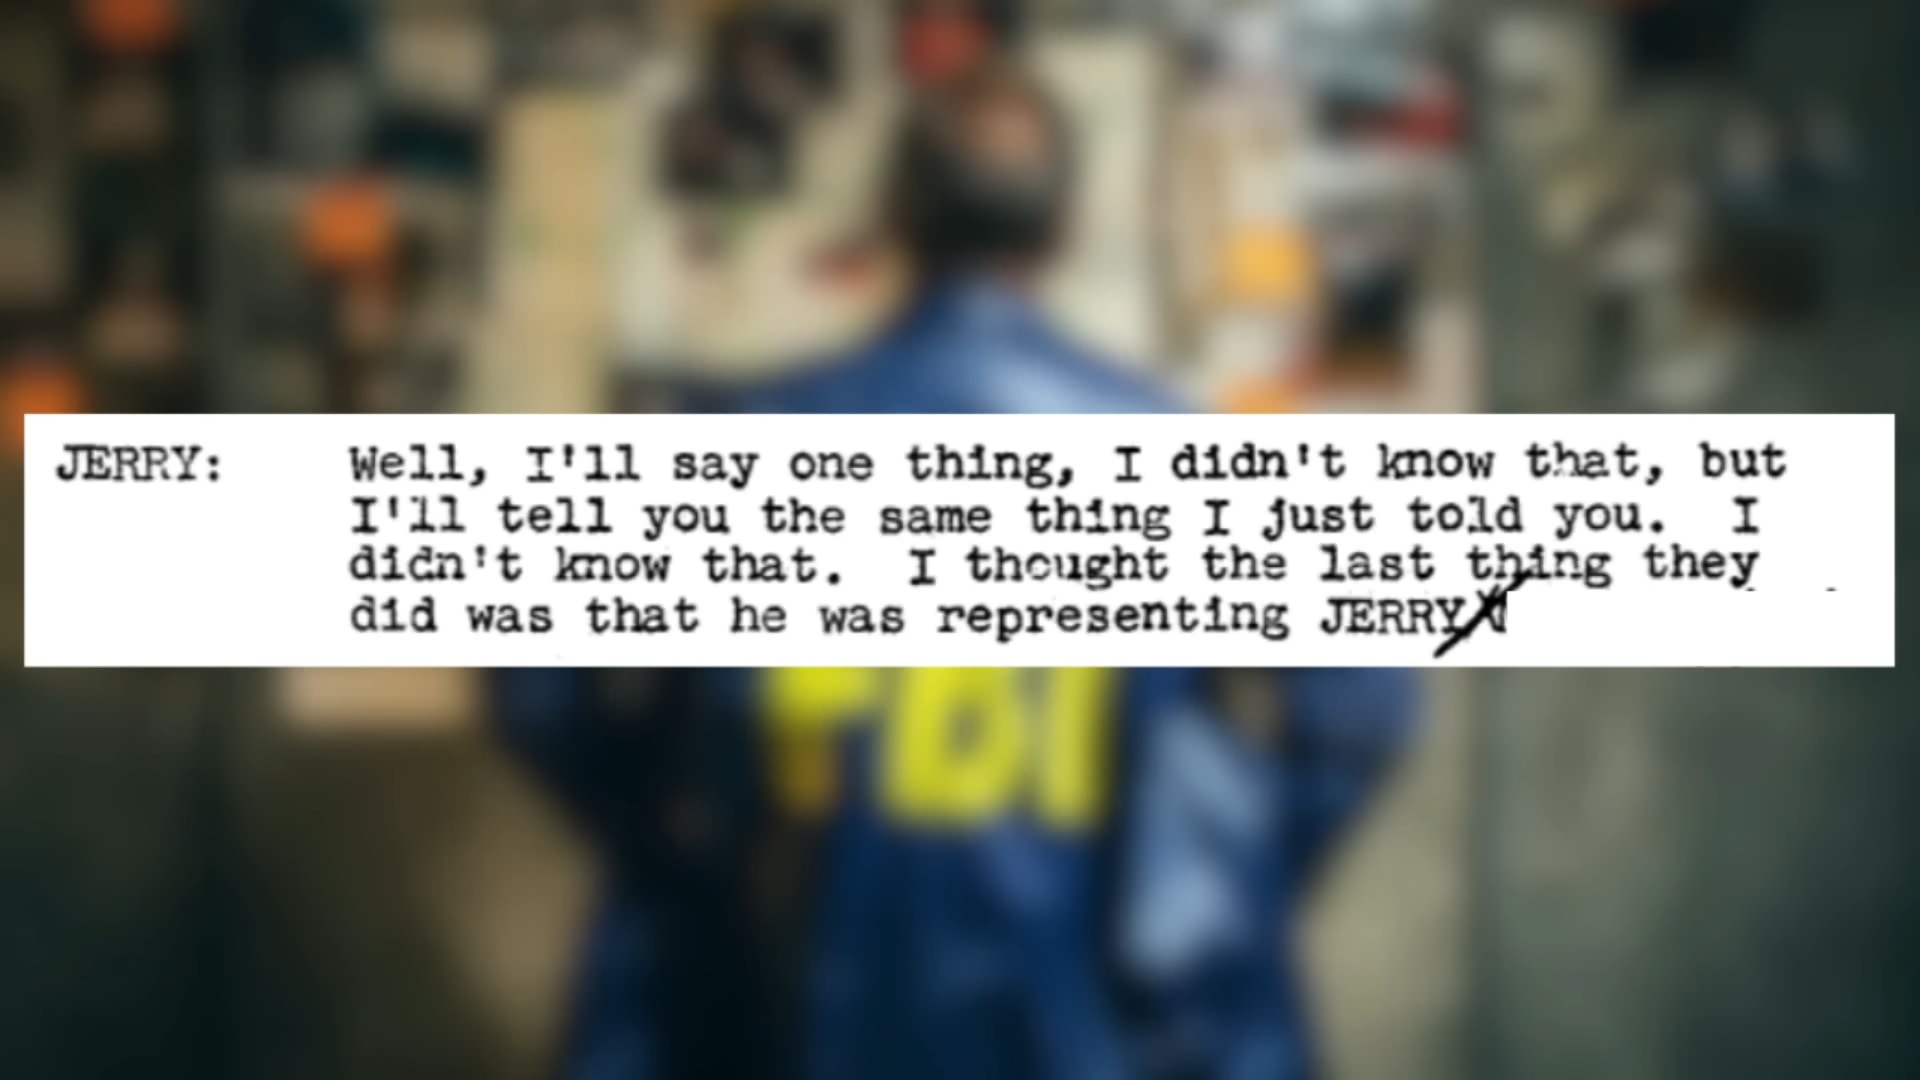 JERRY: Well, I'll say one thing, I didn't know that, but
I'll tell you the same thing I just told you. I
didn't know that. I thought the last thing they
did was that he was representing JERRY
FBI